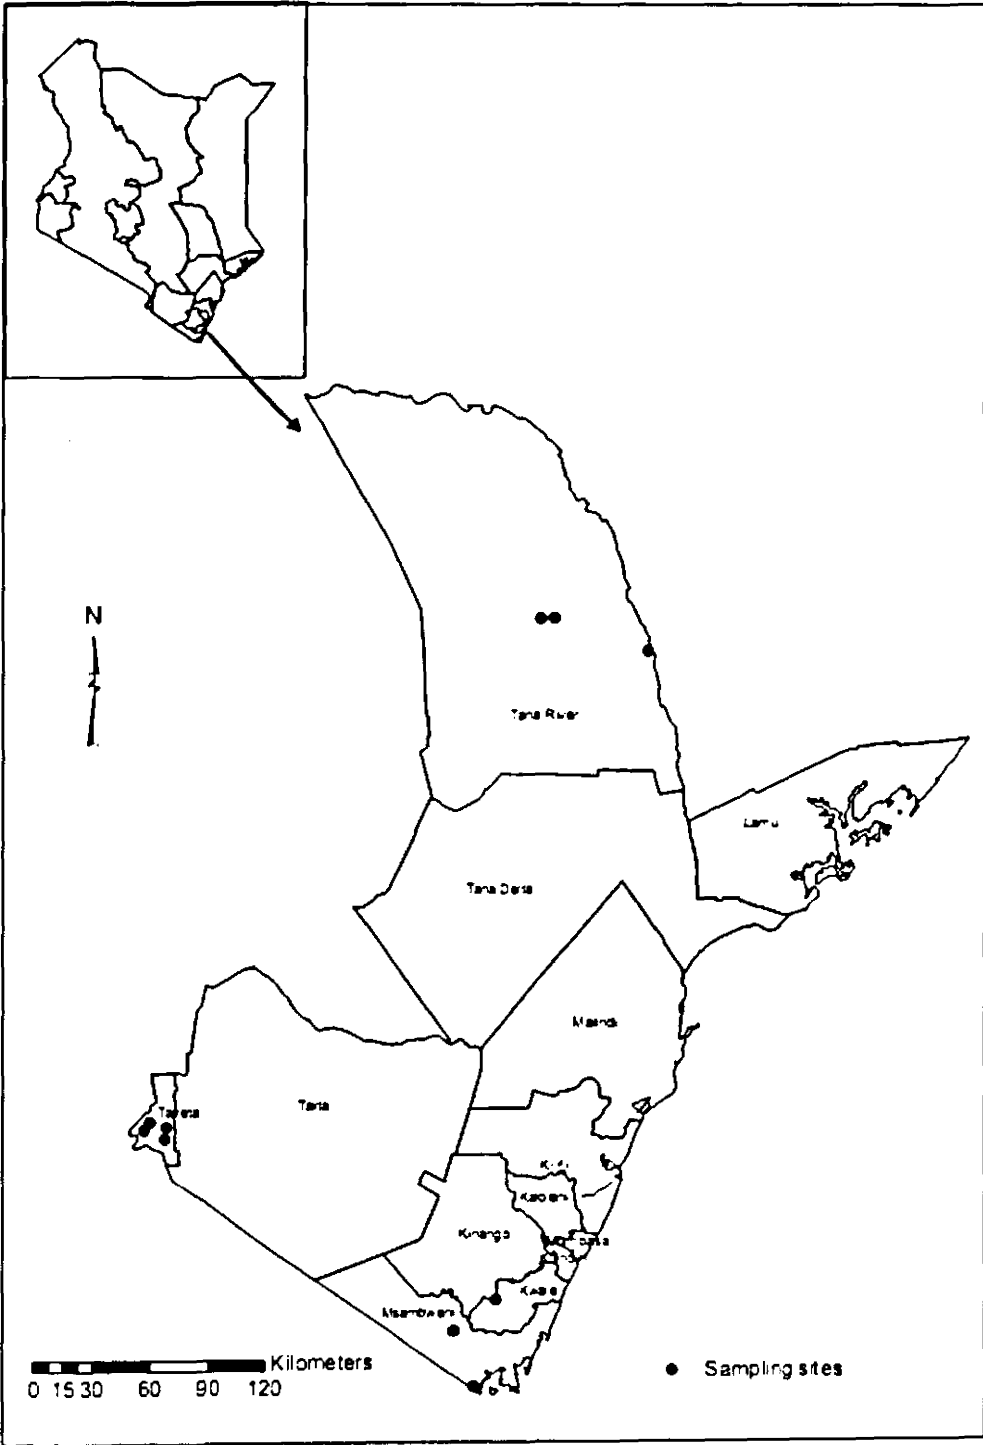 N
Tana River
Lamu
Tana Delta
Malindi
Taveta
Taita
Kilifi
Kaloleni
Kinango
Kwale
Msambweni
Kilometers
0 15 30 60 90 120
Sampling sites